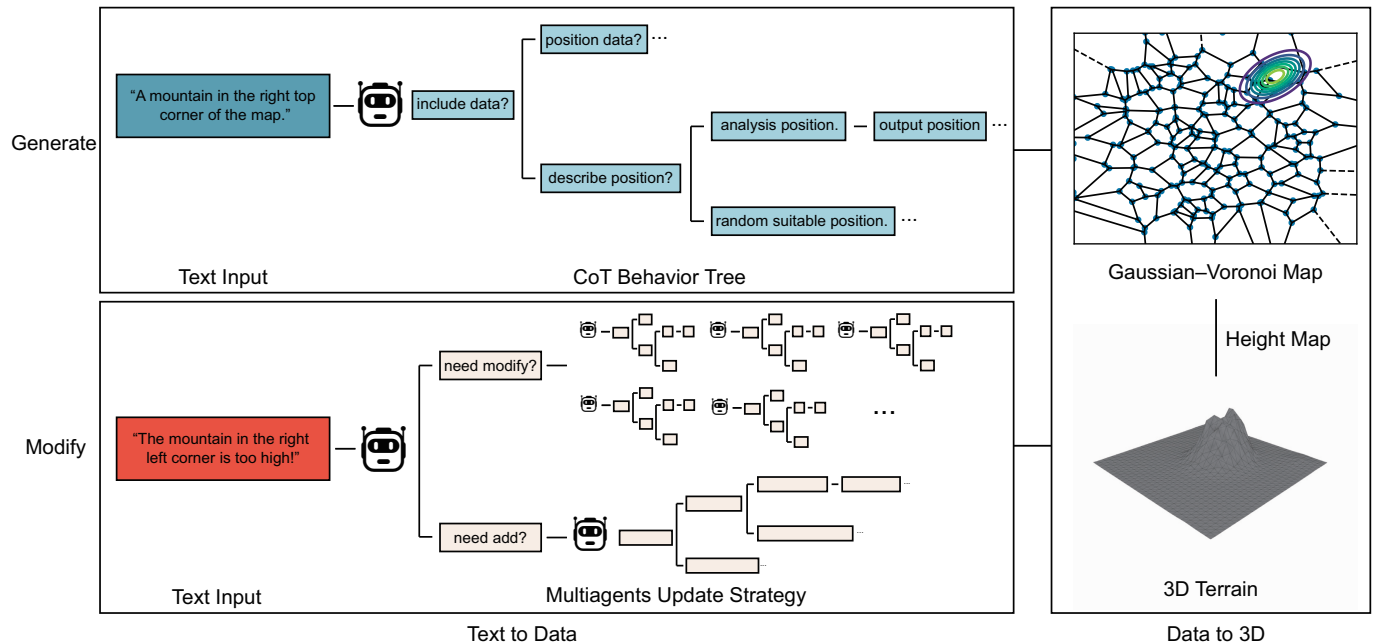 Generate
“A mountain in the right top
corner of the map.”
include data?
position data?
...
describe position?
analysis position.
output position
...
random suitable position.
...
Text Input
CoT Behavior Tree
Modify
“The mountain in the right
left corner is too high!”
need modify?
...
need add?
...
...
...
Text Input
Multiagents Update Strategy
Text to Data
Gaussian–Voronoi Map
Height Map
3D Terrain
Data to 3D